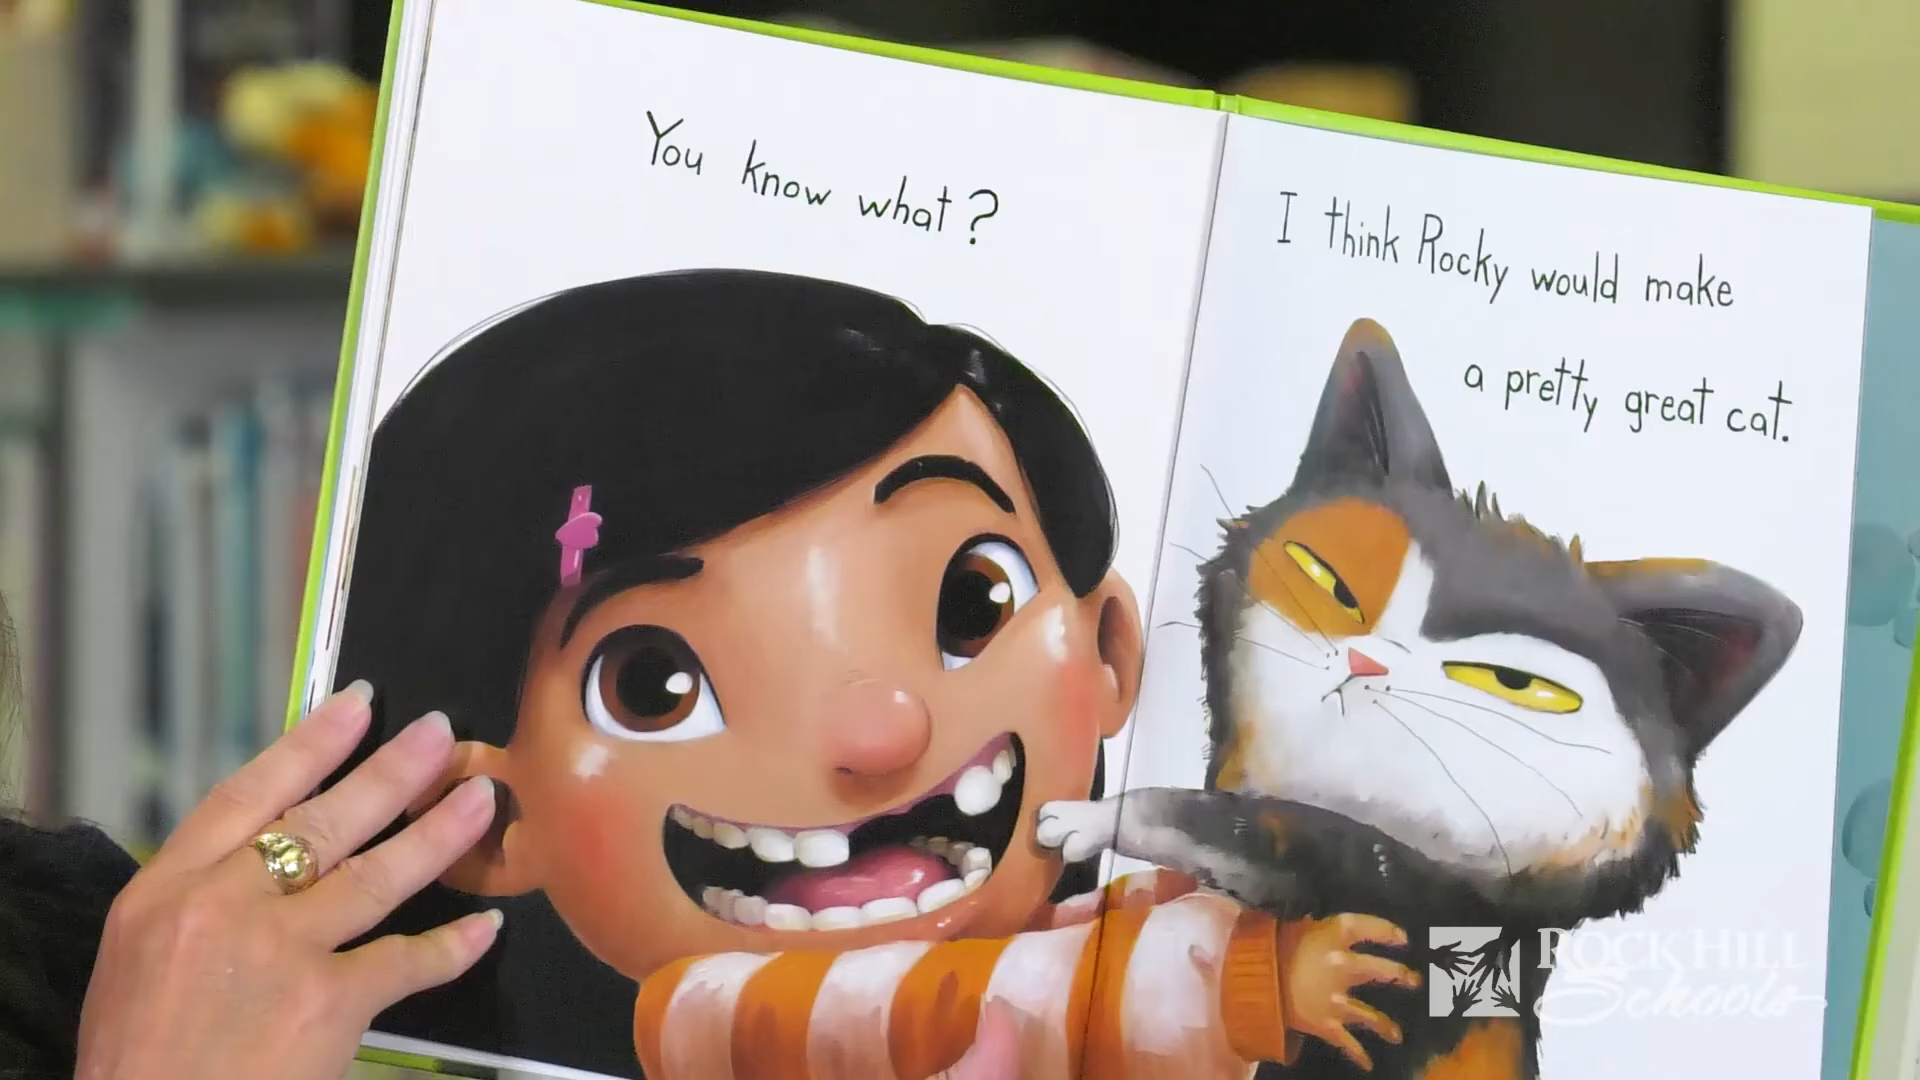 You know what?
I think Rocky would make
a pretty great cat.
ROCK HILL
Schools